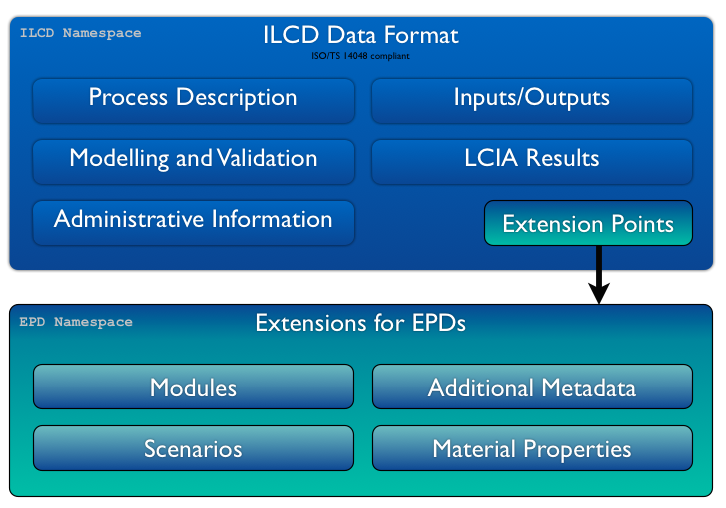 ILCD Namespace
ILCD Data Format
ISO/TS 14048 compliant
Process Description
Inputs/Outputs
Modelling and Validation
LCIA Results
Administrative Information
Extension Points
EPD Namespace
Extensions for EPDs
Modules
Additional Metadata
Scenarios
Material Properties